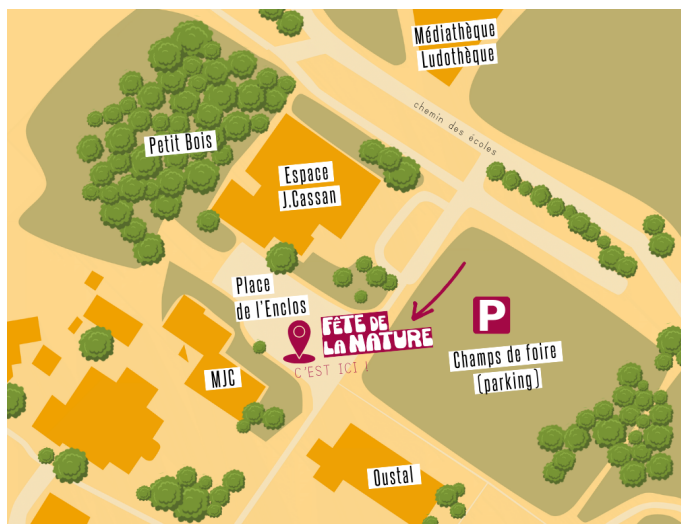 Médiathèque
Ludothèque
chemin des écoles
Petit Bois
Espace
J.Cassan
Place
de l'Enclos
FÊTE DE
LA NATURE
C'EST ICI !
P
Champs de foire
(parking)
MJC
Oustal